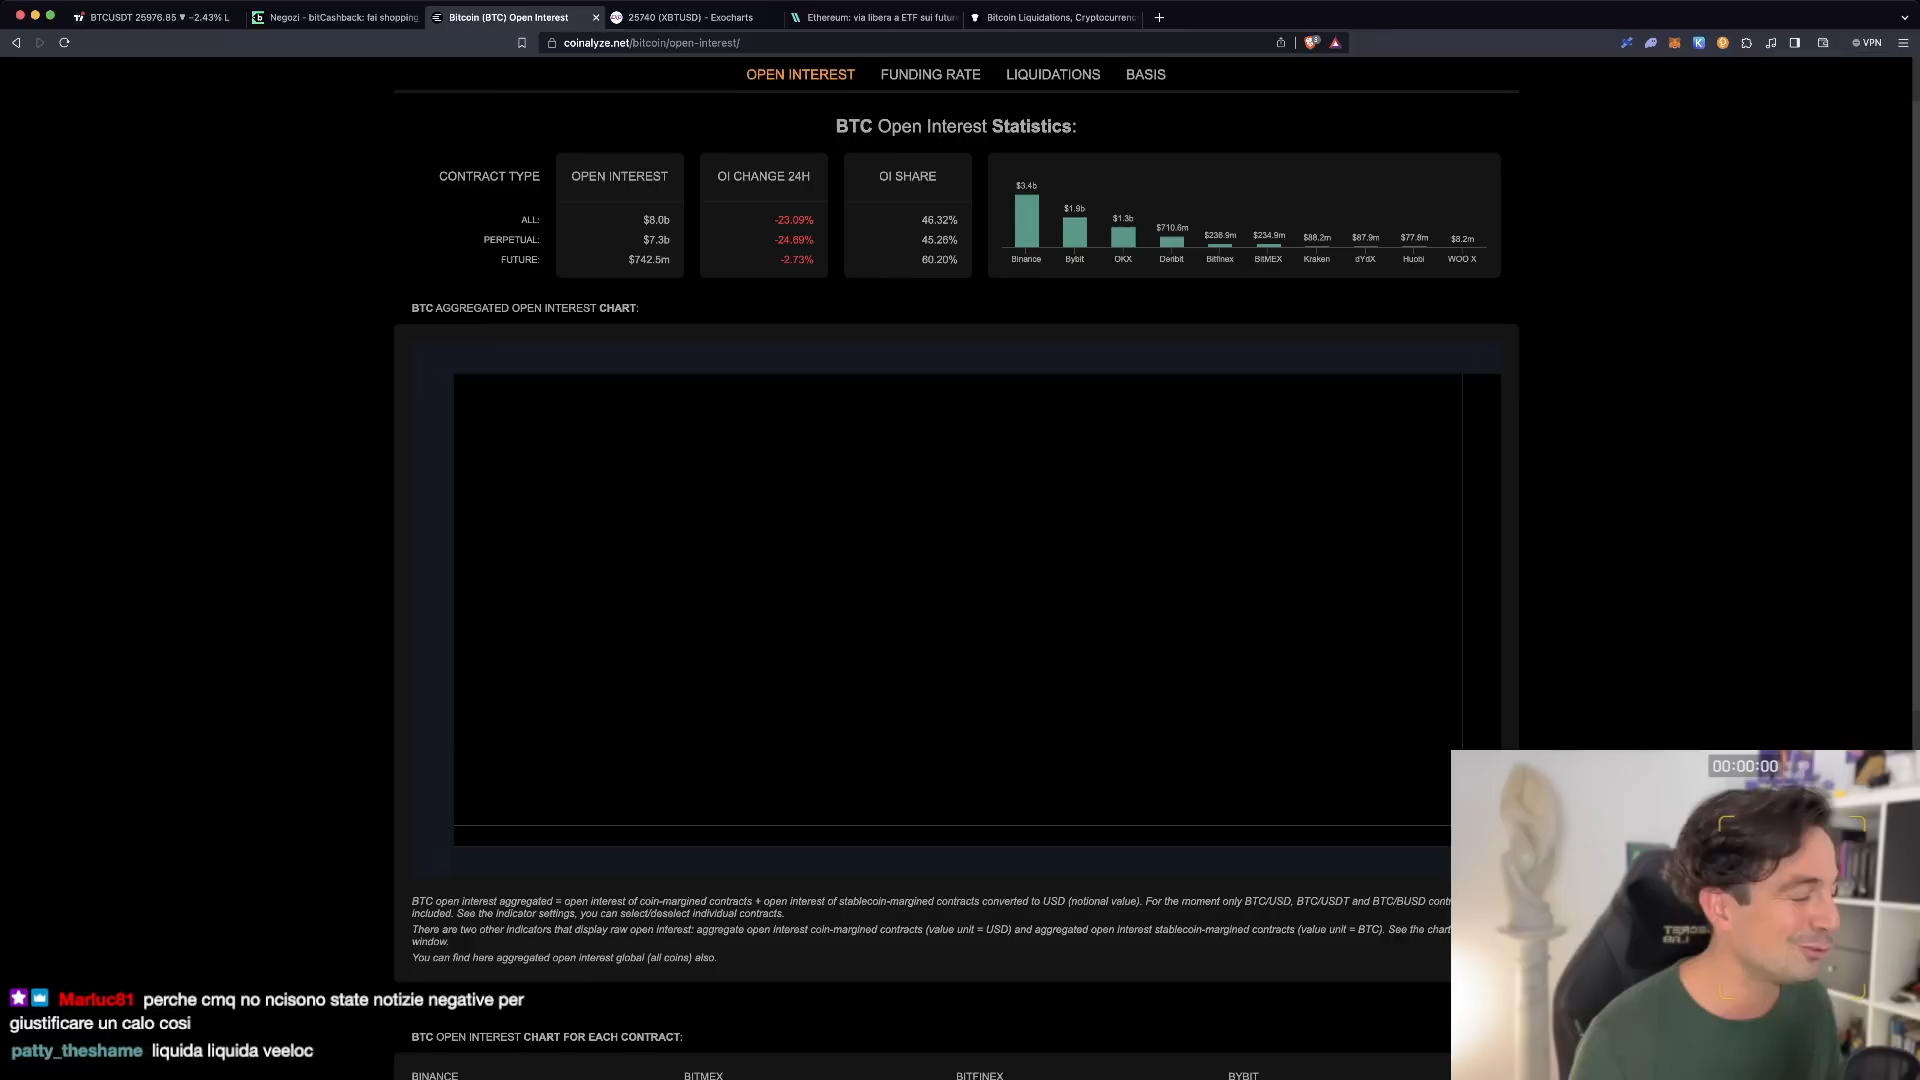 BTCUSDT 25976.85 ▼ −2.43% L
Negozi - bitCashback: fai shopping
Bitcoin (BTC) Open Interest
25740 (XBTUSD) - Exocharts
Ethereum: via libera a ETF sui futur
Bitcoin Liquidations, Cryptocurrenc
coinalyze.net/bitcoin/open-interest/
VPN
OPEN INTEREST FUNDING RATE LIQUIDATIONS BASIS
BTC Open Interest Statistics:
CONTRACT TYPE OPEN INTEREST OI CHANGE 24H OI SHARE
ALL: $8.0b -23.09% 46.32%
PERPETUAL: $7.3b -24.69% 45.26%
FUTURE: $742.5m -2.73% 60.20%
$3.4b $1.9b $1.3b $710.6m $238.9m $234.9m $88.2m $87.9m $77.8m $8.2m
Binance Bybit OKX Deribit Bitfinex BitMEX Kraken dYdX Huobi WOO X
BTC AGGREGATED OPEN INTEREST CHART:
00:00:00
BTC open interest aggregated = open interest of coin-margined contracts + open interest of stablecoin-margined contracts converted to USD (notional value). For the moment only BTC/USD, BTC/USDT and BTC/BUSD contr
included. See the indicator settings, you can select/deselect individual contracts.
There are two other indicators that display raw open interest: aggregate open interest coin-margined contracts (value unit = USD) and aggregated open interest stablecoin-margined contracts (value unit = BTC). See the chart
window.
You can find here aggregated open interest global (all coins) also.
Marluc81 perche cmq no ncisono state notizie negative per
giustificare un calo cosi
patty_theshame liquida liquida veeloc
BTC OPEN INTEREST CHART FOR EACH CONTRACT:
BINANCE BITMEX BITFINEX BYBIT